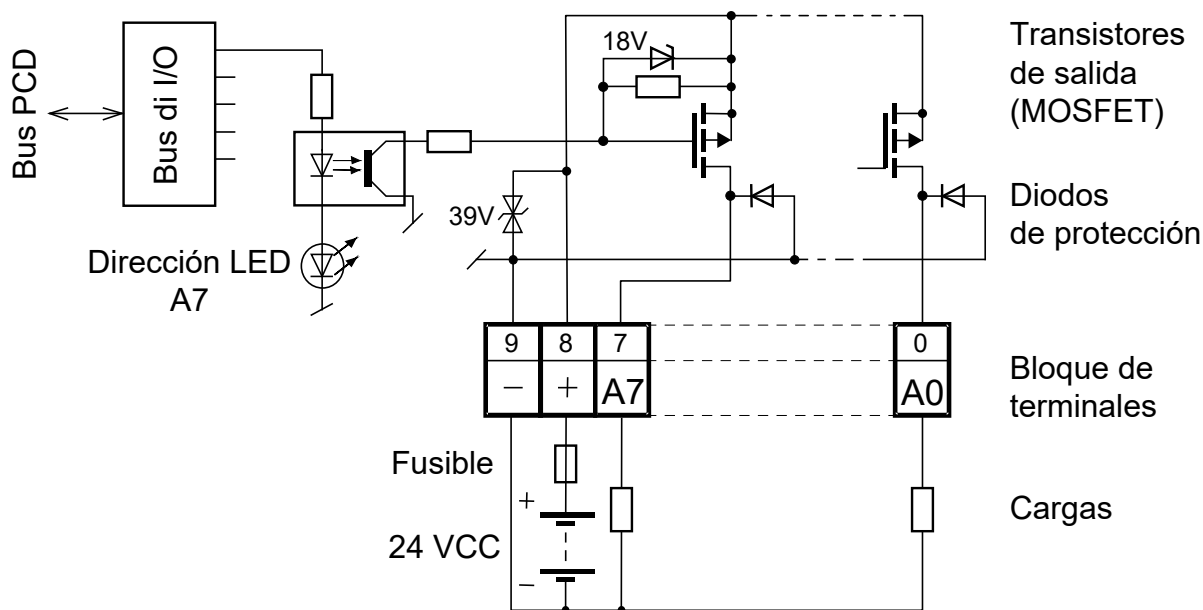 Bus PCD
Bus di I/O
18V
Transistores
de salida
(MOSFET)
39V
Diodos
de protección
Dirección LED
A7
9 8 7 0
− + A7 A0
Bloque de
terminales
Fusible
+
24 VCC
−
Cargas